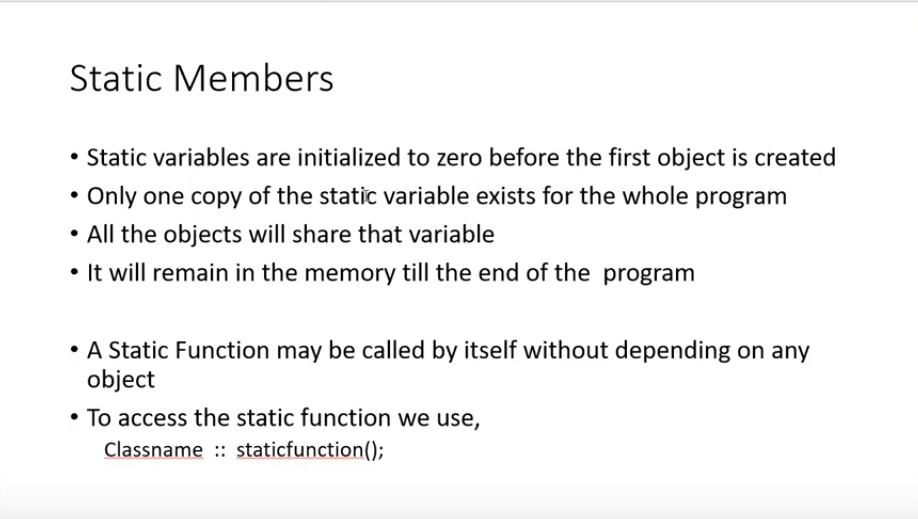 Static Members
• Static variables are initialized to zero before the first object is created
• Only one copy of the static variable exists for the whole program
• All the objects will share that variable
• It will remain in the memory till the end of the  program
• A Static Function may be called by itself without depending on any
object
• To access the static function we use,
Classname :: staticfunction();